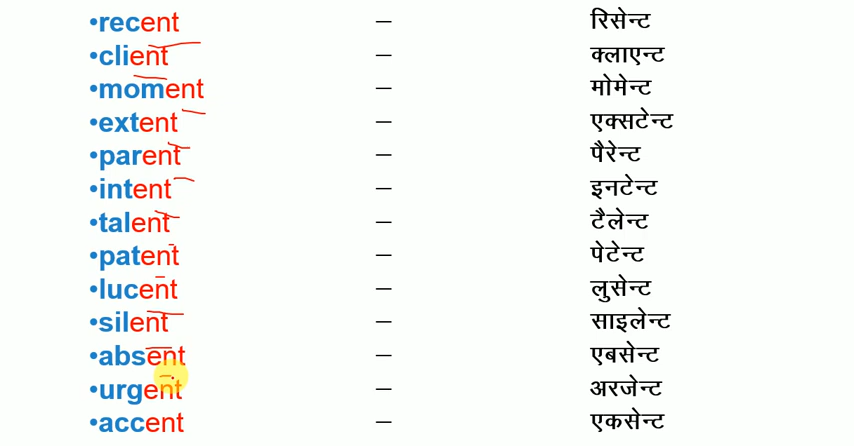 •recent – रिसेन्ट
•client – क्लाएन्ट
•moment – मोमेन्ट
•extent – एक्सटेन्ट
•parent – पैरेन्ट
•intent – इनटेन्ट
•talent – टैलेन्ट
•patent – पेटेन्ट
•lucent – लुसेन्ट
•silent – साइलेन्ट
•absent – एबसेन्ट
•urgent – अरजेन्ट
•accent – एकसेन्ट